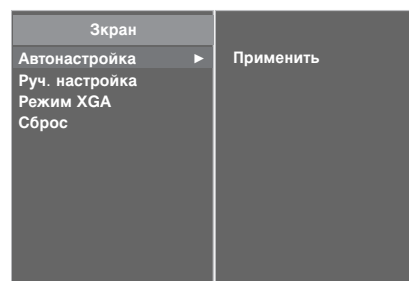 Зкран
Автонастройка ►
Применить
Руч. настройка
Режим XGA
Сброс